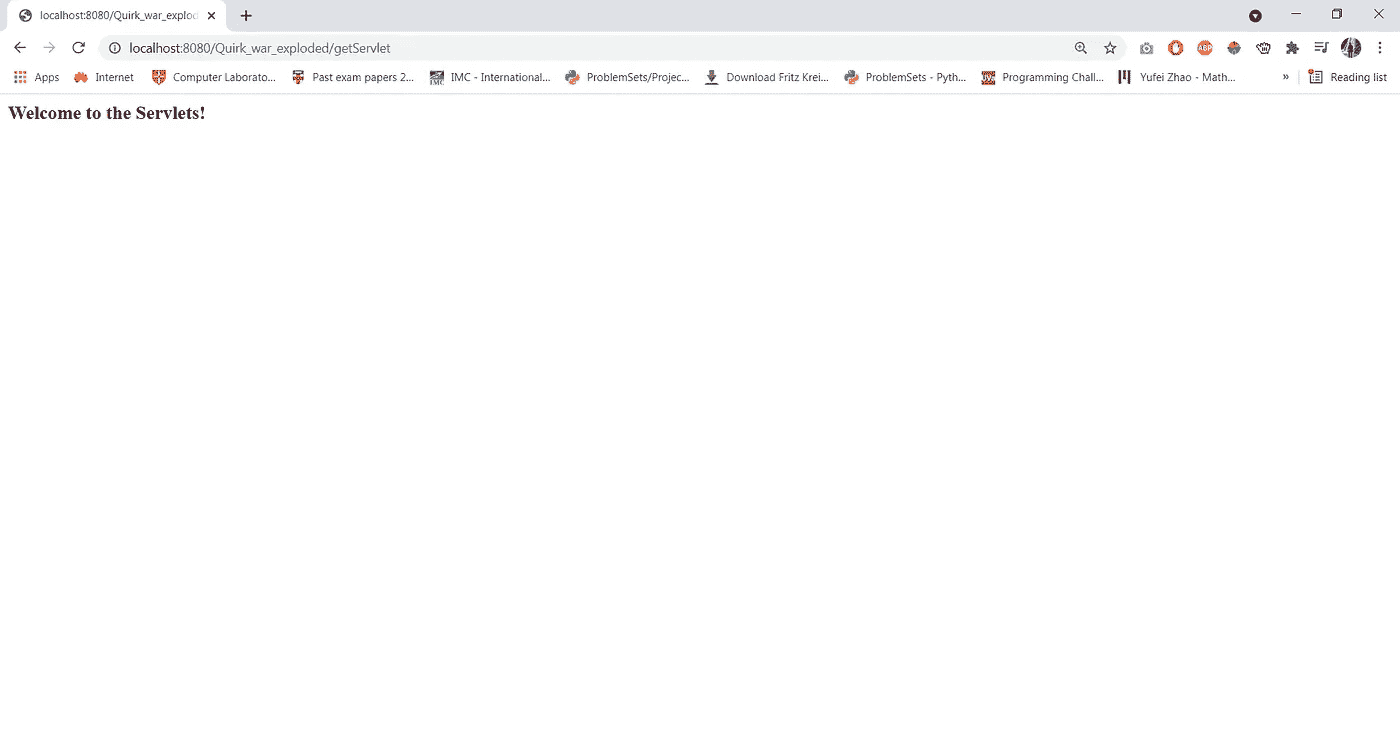 localhost:8080/Quirk_war_explod
localhost:8080/Quirk_war_exploded/getServlet
ABP
Apps Internet Computer Laborato... Past exam papers 2... IMC - International... ProblemSets/Projec... Download Fritz Krei... ProblemSets - Pyth... Programming Chall... Yufei Zhao - Math... » Reading list
Welcome to the Servlets!